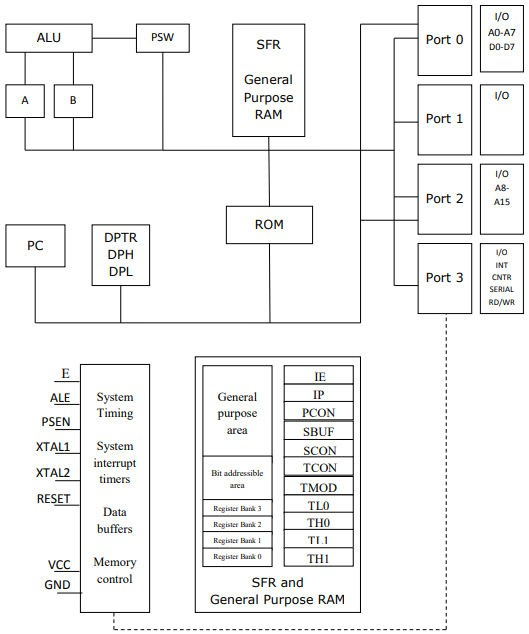 ALU
PSW
A
B
SFR
General
Purpose
RAM
Port 0
I/O
A0-A7
D0-D7
Port 1
I/O
Port 2
I/O
A8-
A15
Port 3
I/O
INT
CNTR
SERIAL
RD/WR
ROM
PC
DPTR
DPH
DPL
E
ALE
PSEN
XTAL1
XTAL2
RESET
VCC
GND
System
Timing
System
interrupt
timers
Data
buffers
Memory
control
General
purpose
area
Bit addressible
area
Register Bank 3
Register Bank 2
Register Bank 1
Register Bank 0
IE
IP
PCON
SBUF
SCON
TCON
TMOD
TL0
TH0
TL1
TH1
SFR and
General Purpose RAM